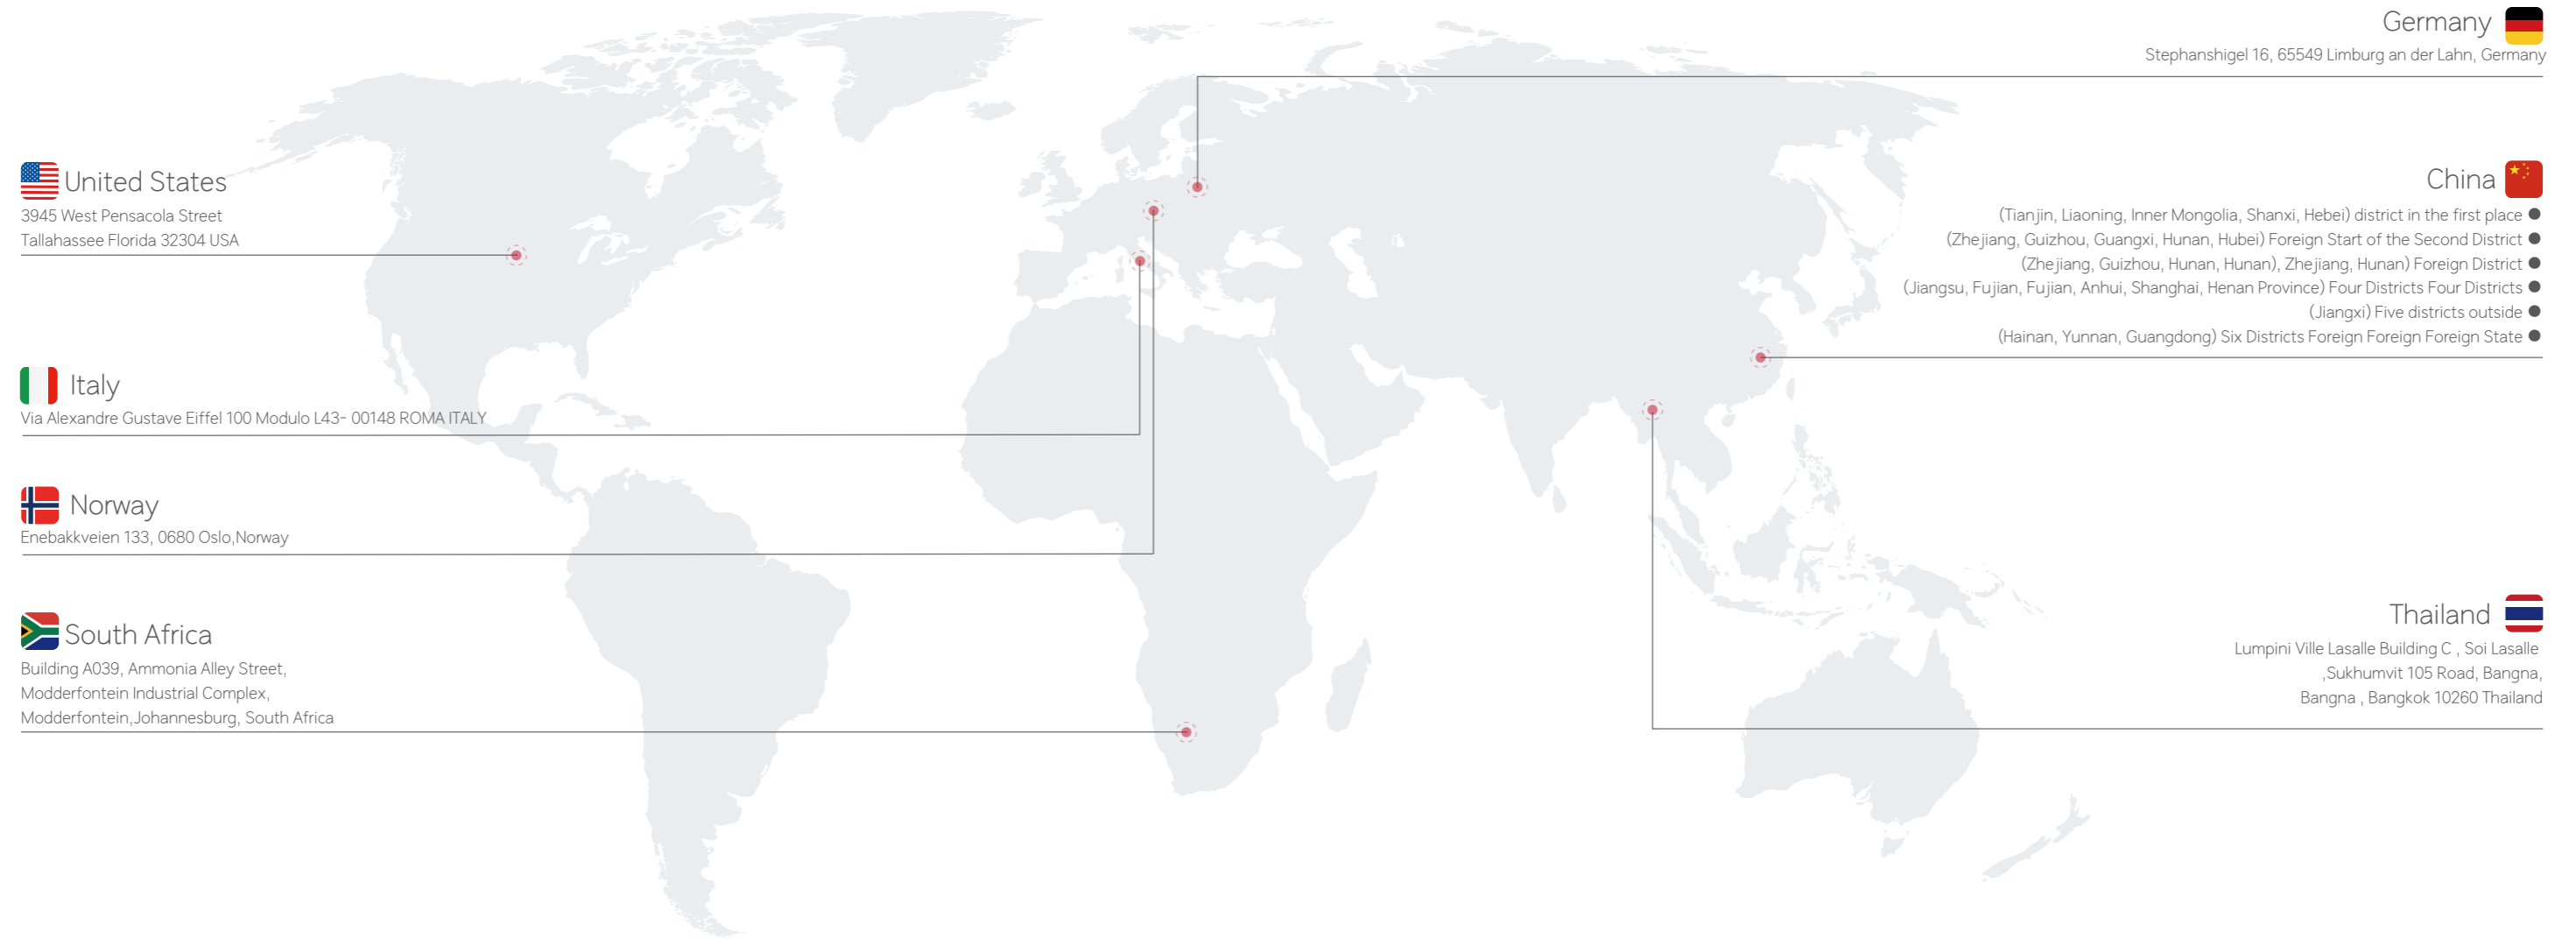 United States
3945 West Pensacola Street
Tallahassee Florida 32304 USA
Italy
Via Alexandre Gustave Eiffel 100 Modulo L43- 00148 ROMA ITALY
Norway
Enebakkveien 133, 0680 Oslo,Norway
South Africa
Building A039, Ammonia Alley Street,
Modderfontein Industrial Complex,
Modderfontein,Johannesburg, South Africa
Germany
Stephanshigel 16, 65549 Limburg an der Lahn, Germany
China
(Tianjin, Liaoning, Inner Mongolia, Shanxi, Hebei) district in the first place ●
(Zhejiang, Guizhou, Guangxi, Hunan, Hubei) Foreign Start of the Second District ●
(Zhejiang, Guizhou, Hunan, Hunan), Zhejiang, Hunan) Foreign District ●
(Jiangsu, Fujian, Fujian, Anhui, Shanghai, Henan Province) Four Districts Four Districts ●
(Jiangxi) Five districts outside ●
(Hainan, Yunnan, Guangdong) Six Districts Foreign Foreign Foreign State ●
Thailand
Lumpini Ville Lasalle Building C , Soi Lasalle
,Sukhumvit 105 Road, Bangna,
Bangna , Bangkok 10260 Thailand